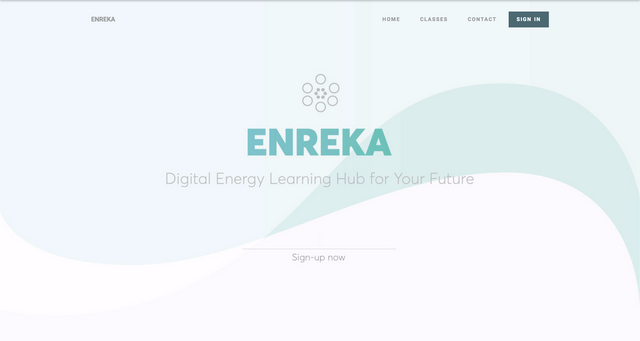 ENREKA HOME CLASSES CONTACT SIGN IN
ENREKA
Digital Energy Learning Hub for Your Future
Sign-up now